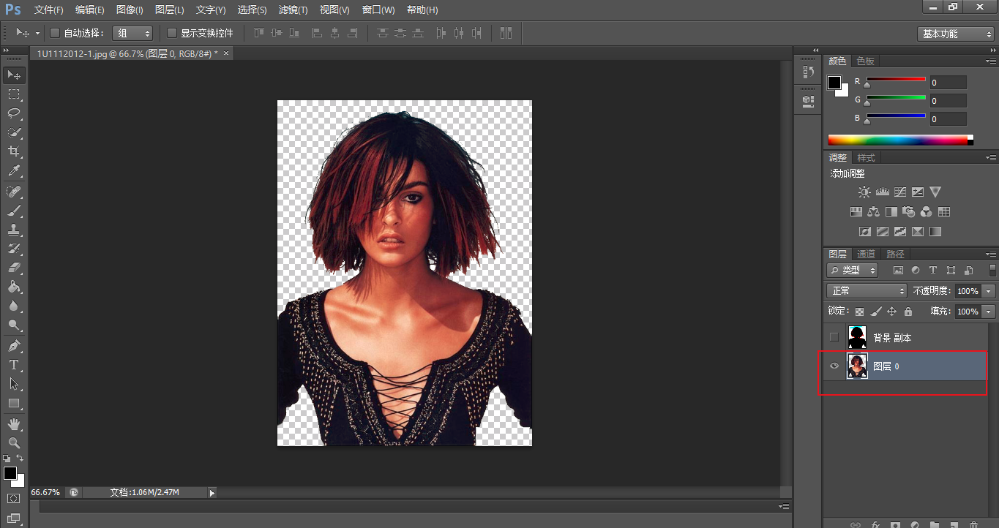 Ps 文件(F) 编辑(E) 图像(I) 图层(L) 文字(Y) 选择(S) 滤镜(T) 视图(V) 窗口(W) 帮助(H)
自动选择: 组 显示变换控件 基本功能
1U1112012-1.jpg @ 66.7% (图层 0, RGB/8#) * ×
颜色 色板
R 0
G 0
B 0
调整 样式
添加调整
图层 通道 路径
类型 T
正常 不透明度: 100%
锁定: 填充: 100%
背景 副本
图层 0
T
66.67% 文档:1.06M/2.47M
fx